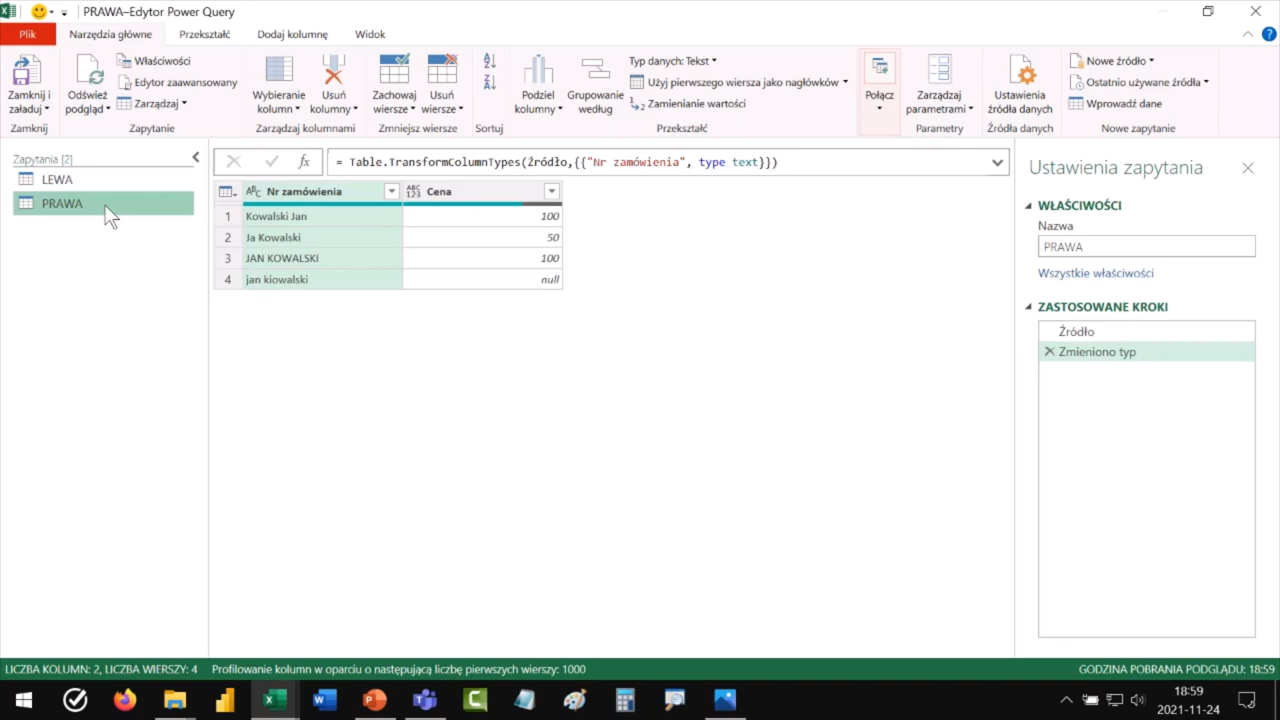 PRAWA–Edytor Power Query
Plik
Narzędzia główne
Przekształć
Dodaj kolumnę
Widok
Zamknij i
załaduj
Zamknij
Odśwież
podgląd
Właściwości
Edytor zaawansowany
Zarządzaj
Zapytanie
Wybieranie
kolumn
Usuń
kolumny
Zarządzaj kolumnami
Zachowaj
wiersze
Usuń
wiersze
Zmniejsz wiersze
Sortuj
Podziel
kolumny
Grupowanie
według
Typ danych: Tekst
Użyj pierwszego wiersza jako nagłówków
Zamienianie wartości
Przekształć
Połącz
Zarządzaj
parametrami
Parametry
Ustawienia
źródła danych
Źródła danych
Nowe źródło
Ostatnio używane źródła
Wprowadź dane
Nowe zapytanie
Zapytania [2]
LEWA
PRAWA
fx
= Table.TransformColumnTypes(Źródło,{{"Nr zamówienia", type text}})
ABC Nr zamówienia ABC 123 Cena
1 Kowalski Jan 100
2 Ja Kowalski 50
3 JAN KOWALSKI 100
4 jan kiowalski null
Ustawienia zapytania
WŁAŚCIWOŚCI
Nazwa
PRAWA
Wszystkie właściwości
ZASTOSOWANE KROKI
Źródło
Zmieniono typ
LICZBA KOLUMN: 2, LICZBA WIERSZY: 4 Profilowanie kolumn w oparciu o następującą liczbę pierwszych wierszy: 1000
GODZINA POBRANIA PODGLĄDU: 18:59
18:59
2021-11-24